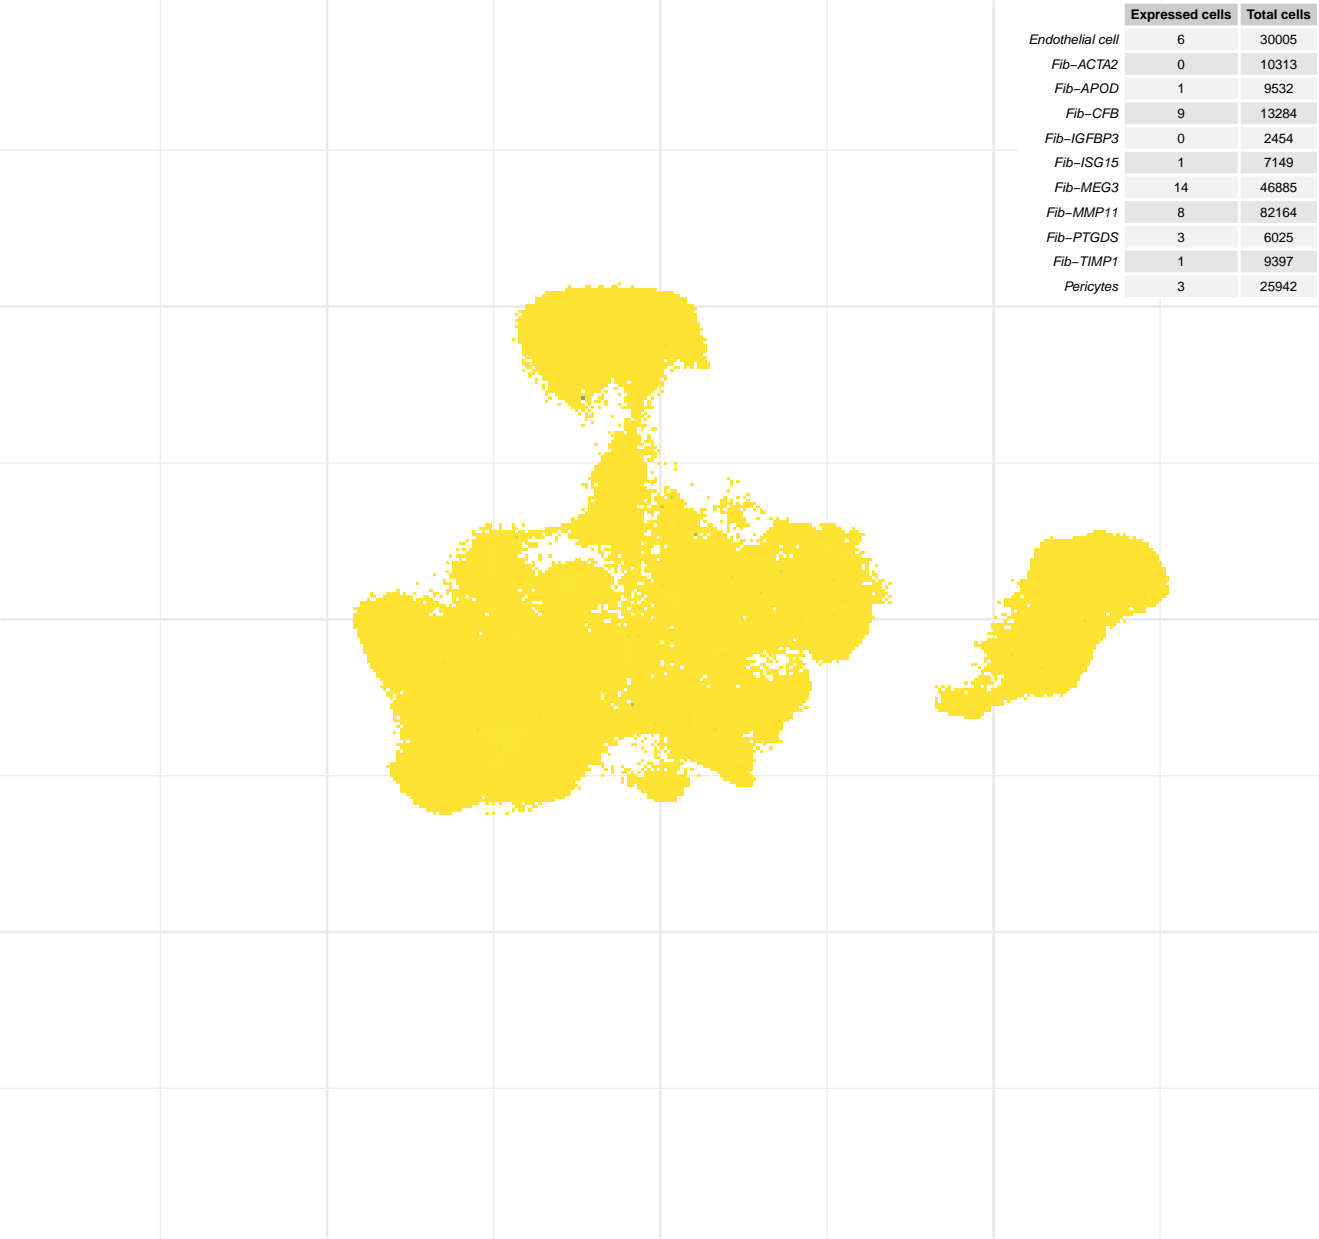 Expressed cells Total cells
Endothelial cell 6 30005
Fib−ACTA2 0 10313
Fib−APOD 1 9532
Fib−CFB 9 13284
Fib−IGFBP3 0 2454
Fib−ISG15 1 7149
Fib−MEG3 14 46885
Fib−MMP11 8 82164
Fib−PTGDS 3 6025
Fib−TIMP1 1 9397
Pericytes 3 25942